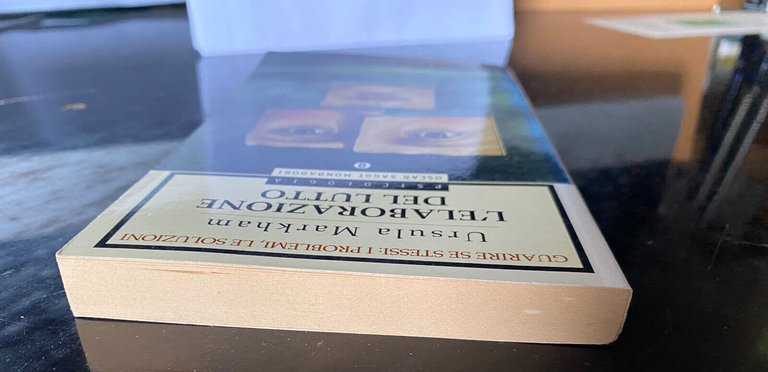 GUARIRE SE STESSI: I PROBLEMI, LE SOLUZIONI
Ursula Markham
L'ELABORAZIONE
DEL LUTTO
PSICOLOGIA
OSCAR SAGGI MONDADORI